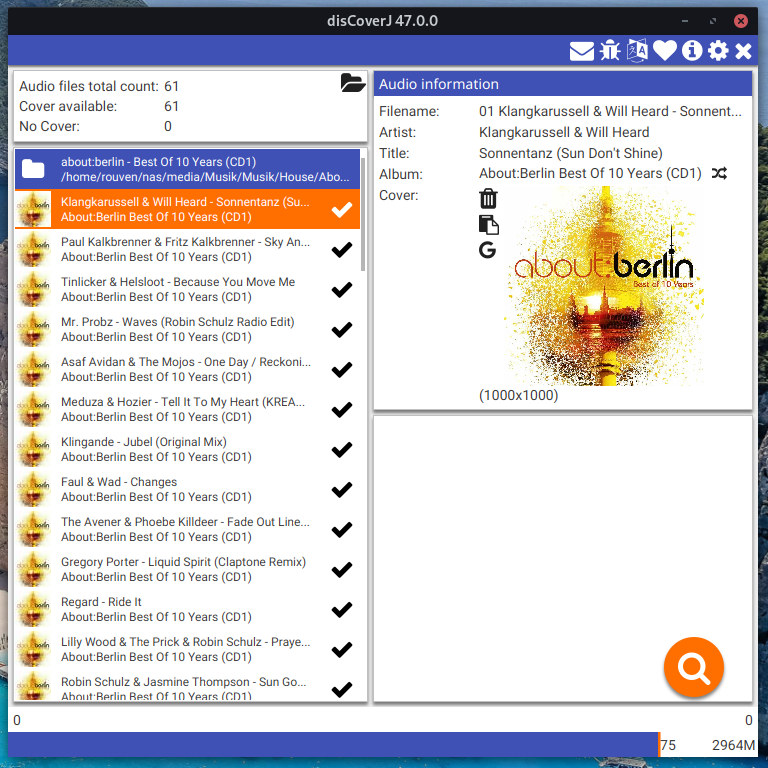 disCoverJ 47.0.0
Audio files total count: 61
Cover available: 61
No Cover: 0
about:berlin - Best Of 10 Years (CD1)
/home/rouven/nas/media/Musik/Musik/House/Abo...
Klangkarussell & Will Heard - Sonnentanz (Su...
About:Berlin Best Of 10 Years (CD1)
Paul Kalkbrenner & Fritz Kalkbrenner - Sky An...
About:Berlin Best Of 10 Years (CD1)
Tinlicker & Helsloot - Because You Move Me
About:Berlin Best Of 10 Years (CD1)
Mr. Probz - Waves (Robin Schulz Radio Edit)
About:Berlin Best Of 10 Years (CD1)
Asaf Avidan & The Mojos - One Day / Reckoni...
About:Berlin Best Of 10 Years (CD1)
Meduza & Hozier - Tell It To My Heart (KREA...
About:Berlin Best Of 10 Years (CD1)
Klingande - Jubel (Original Mix)
About:Berlin Best Of 10 Years (CD1)
Faul & Wad - Changes
About:Berlin Best Of 10 Years (CD1)
The Avener & Phoebe Killdeer - Fade Out Line...
About:Berlin Best Of 10 Years (CD1)
Gregory Porter - Liquid Spirit (Claptone Remix)
About:Berlin Best Of 10 Years (CD1)
Regard - Ride It
About:Berlin Best Of 10 Years (CD1)
Lilly Wood & The Prick & Robin Schulz - Praye...
About:Berlin Best Of 10 Years (CD1)
Robin Schulz & Jasmine Thompson - Sun Go...
About:Berlin Best Of 10 Years (CD1)
Audio information
Filename: 01 Klangkarussell & Will Heard - Sonnent...
Artist: Klangkarussell & Will Heard
Title: Sonnentanz (Sun Don't Shine)
Album: About:Berlin Best Of 10 Years (CD1)
Cover:
G
about:berlin
Best of 10 Years
(1000x1000)
0 0
75 2964M